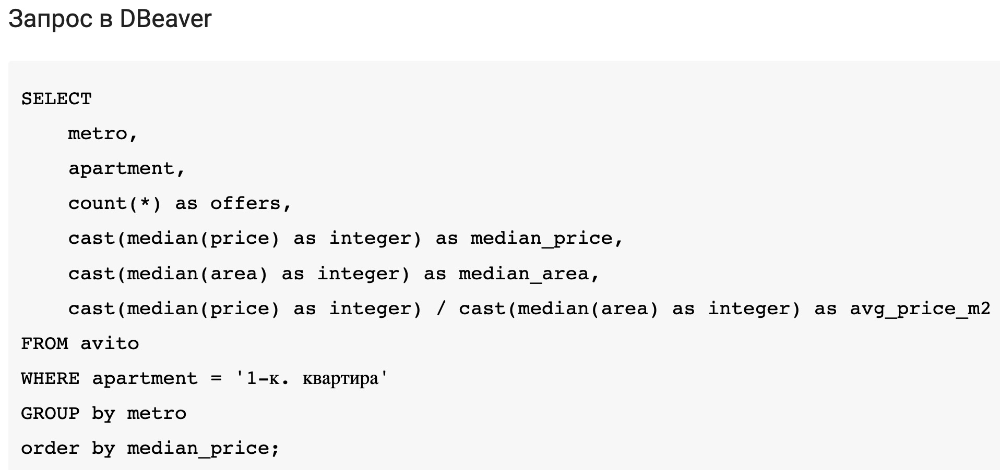 Запрос в DBeaver
SELECT
    metro,
    apartment,
    count(*) as offers,
    cast(median(price) as integer) as median_price,
    cast(median(area) as integer) as median_area,
    cast(median(price) as integer) / cast(median(area) as integer) as avg_price_m2
FROM avito
WHERE apartment = '1-к. квартира'
GROUP by metro
order by median_price;